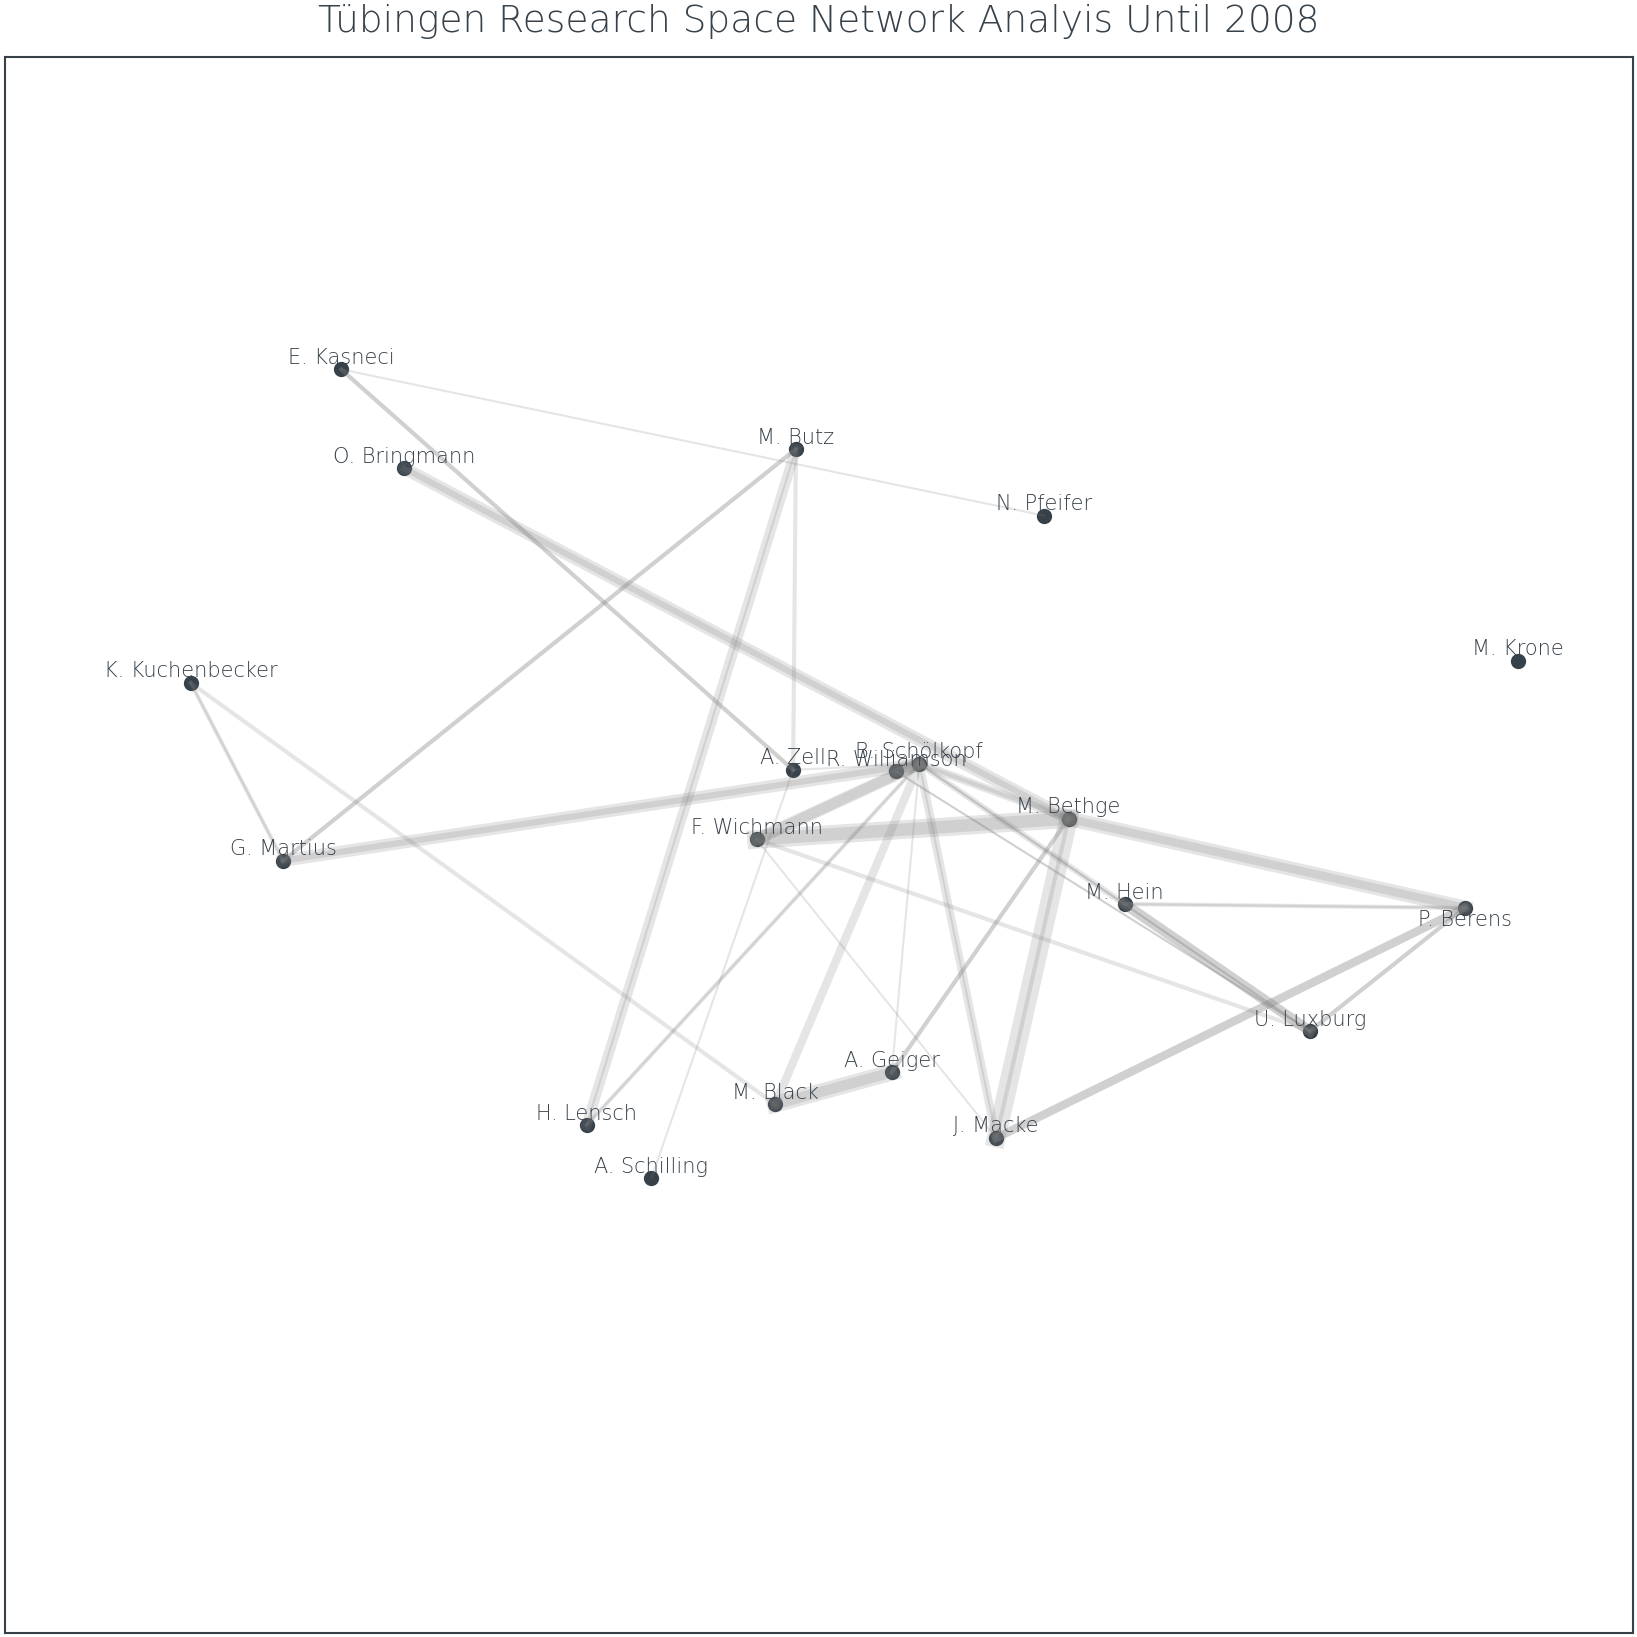 Tübingen Research Space Network Analyis Until 2008
E. Kasneci
M. Butz
O. Bringmann
N. Pfeifer
M. Krone
K. Kuchenbecker
B. Schölkopf
A. Zell
R. Williamson
M. Bethge
F. Wichmann
G. Martius
M. Hein
P. Berens
U. Luxburg
A. Geiger
M. Black
H. Lensch
J. Macke
A. Schilling